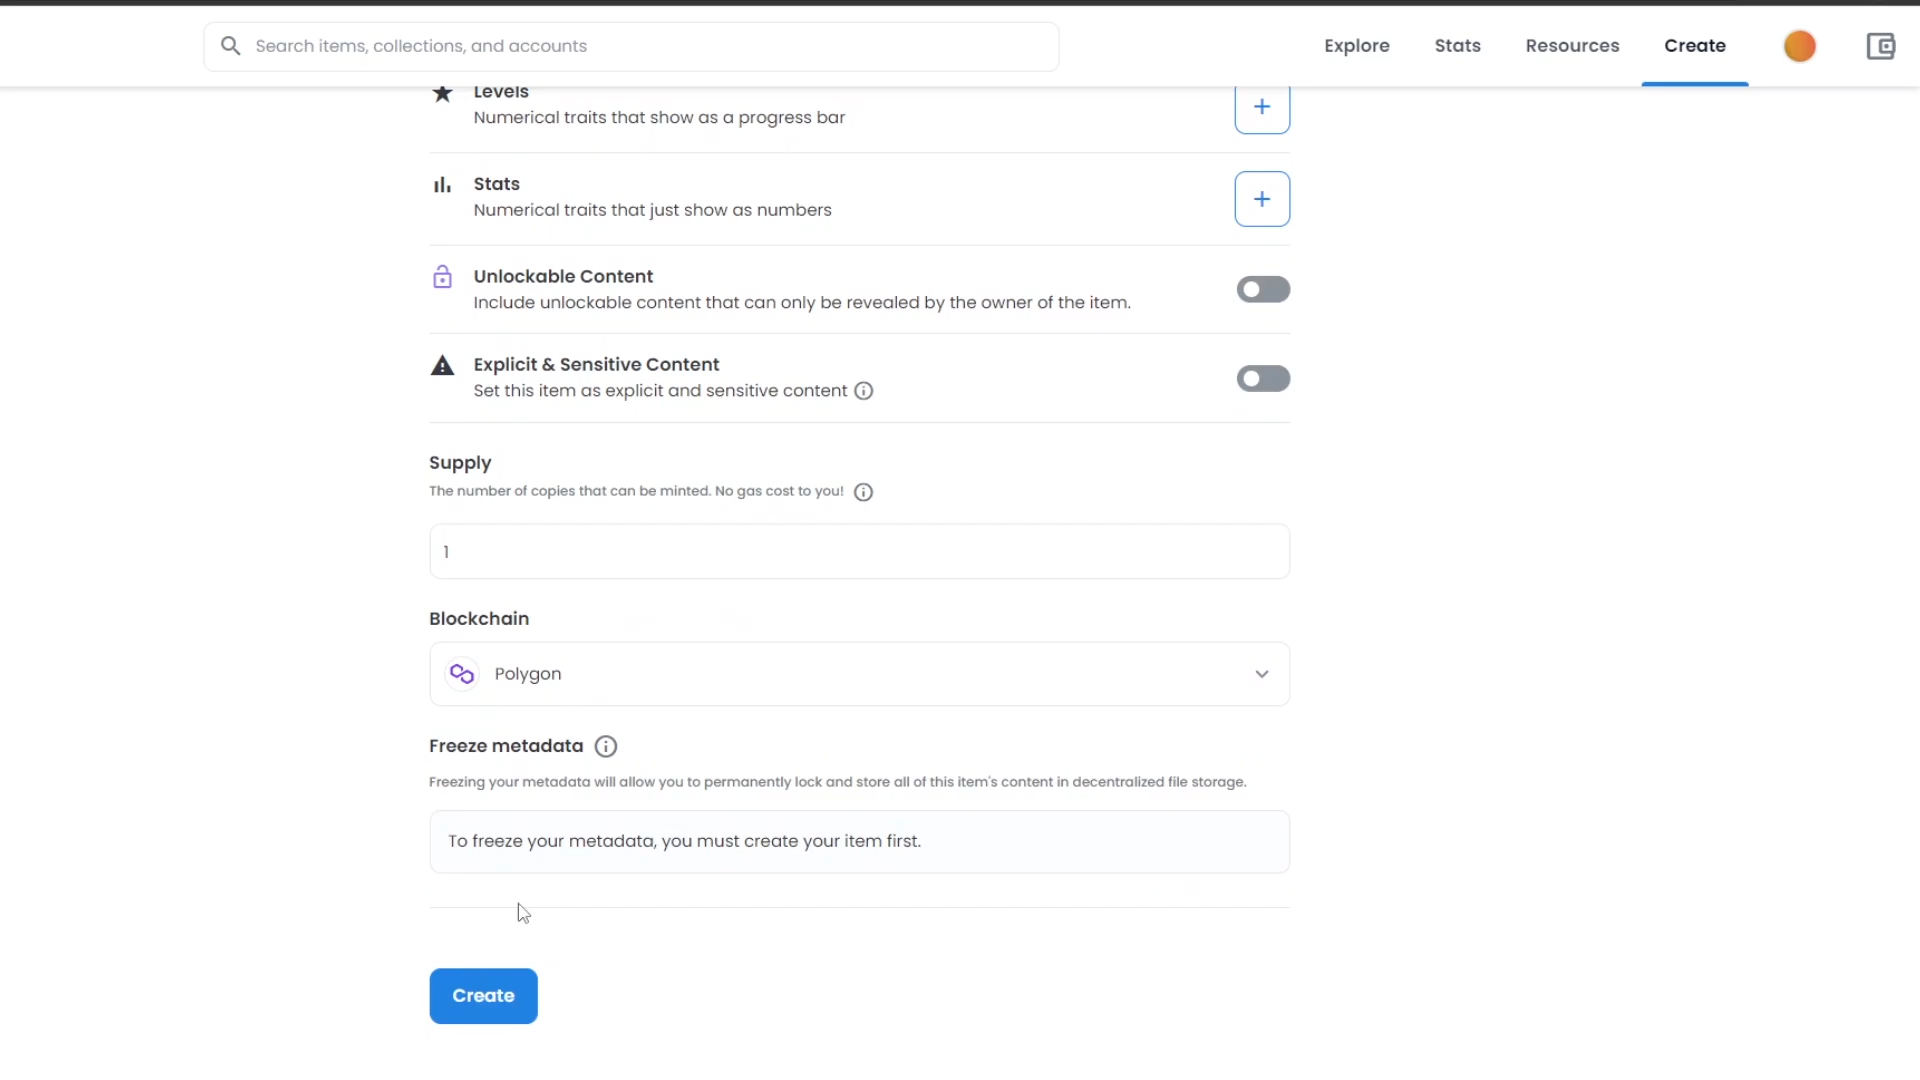 Search items, collections, and accounts
Explore
Stats
Resources
Create
Levels
Numerical traits that show as a progress bar
+
Stats
Numerical traits that just show as numbers
+
Unlockable Content
Include unlockable content that can only be revealed by the owner of the item.
Explicit & Sensitive Content
Set this item as explicit and sensitive content
Supply
The number of copies that can be minted. No gas cost to you!
1
Blockchain
Polygon
Freeze metadata
Freezing your metadata will allow you to permanently lock and store all of this item's content in decentralized file storage.
To freeze your metadata, you must create your item first.
Create